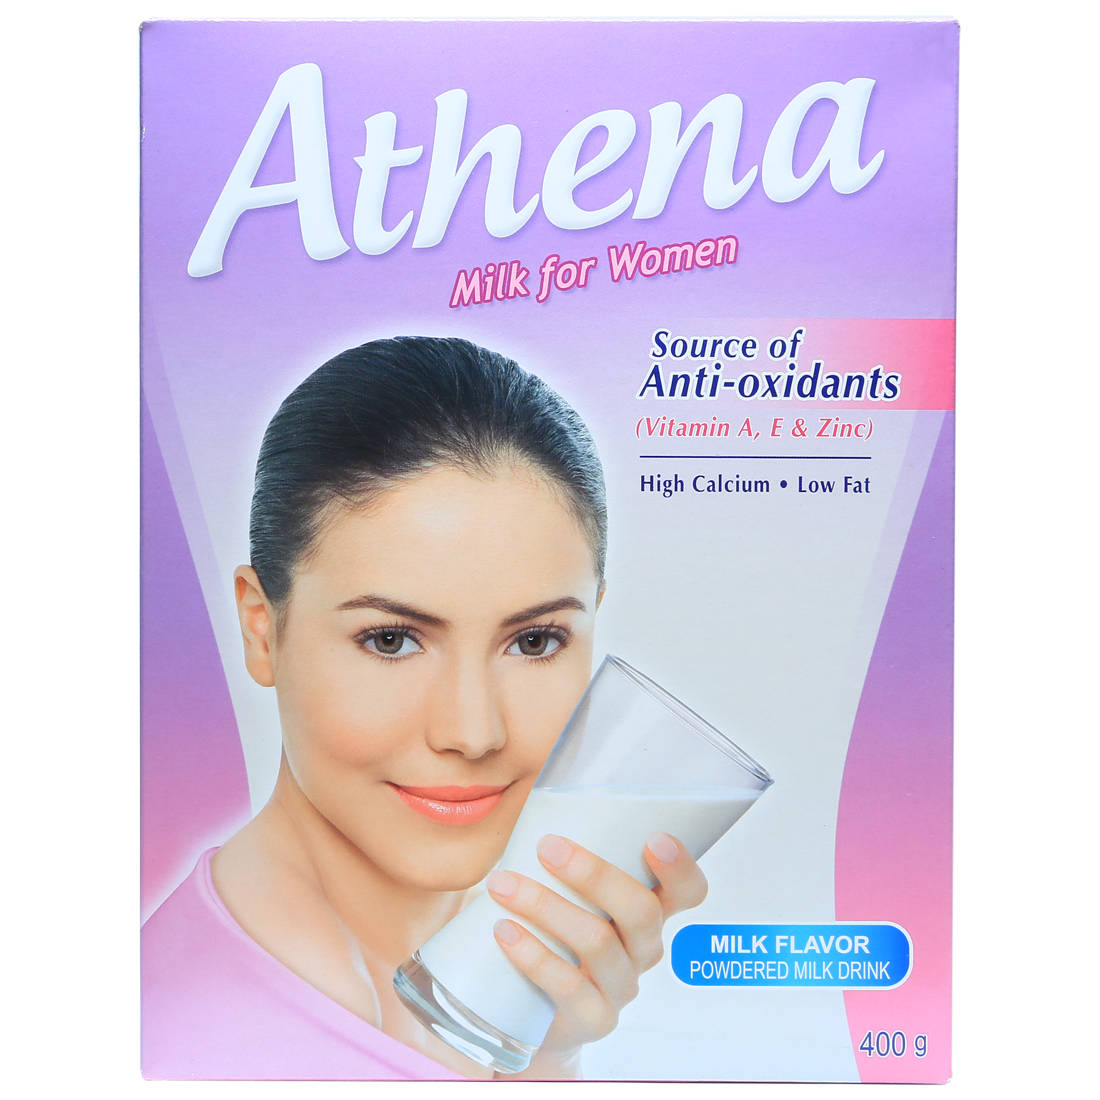 Athena
Milk for Women
Source of
Anti-oxidants
(Vitamin A, E & Zinc)
High Calcium • Low Fat
MILK FLAVOR
POWDERED MILK DRINK
400 g